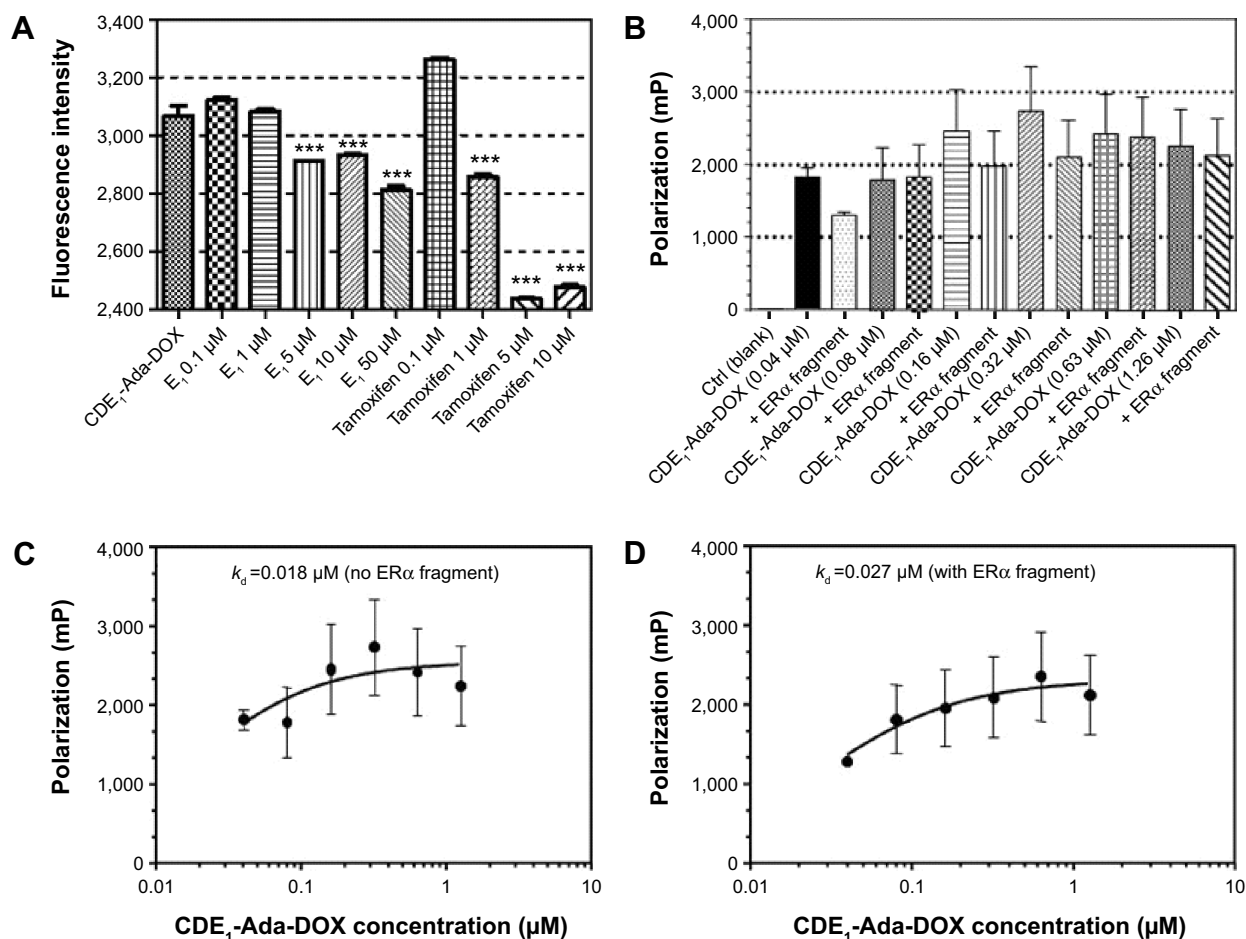 A
Fluorescence intensity
3,400
3,200
3,000
2,800
2,600
2,400
***
***
***
***
***
***
CDE₁-Ada-DOX
E₁ 0.1 µM
E₁ 1 µM
E₁ 5 µM
E₁ 10 µM
E₁ 50 µM
Tamoxifen 0.1 µM
Tamoxifen 1 µM
Tamoxifen 5 µM
Tamoxifen 10 µM
B
Polarization (mP)
4,000
3,000
2,000
1,000
0
Ctrl (blank)
CDE₁-Ada-DOX (0.04 µM)
+ ERα fragment
CDE₁-Ada-DOX (0.08 µM)
+ ERα fragment
CDE₁-Ada-DOX (0.16 µM)
+ ERα fragment
CDE₁-Ada-DOX (0.32 µM)
+ ERα fragment
CDE₁-Ada-DOX (0.63 µM)
+ ERα fragment
CDE₁-Ada-DOX (1.26 µM)
+ ERα fragment
C
Polarization (mP)
4,000
3,000
2,000
1,000
0
k_d=0.018 µM (no ERα fragment)
0.01
0.1
1
10
CDE₁-Ada-DOX concentration (µM)
D
Polarization (mP)
4,000
3,000
2,000
1,000
0
k_d=0.027 µM (with ERα fragment)
0.01
0.1
1
10
CDE₁-Ada-DOX concentration (µM)